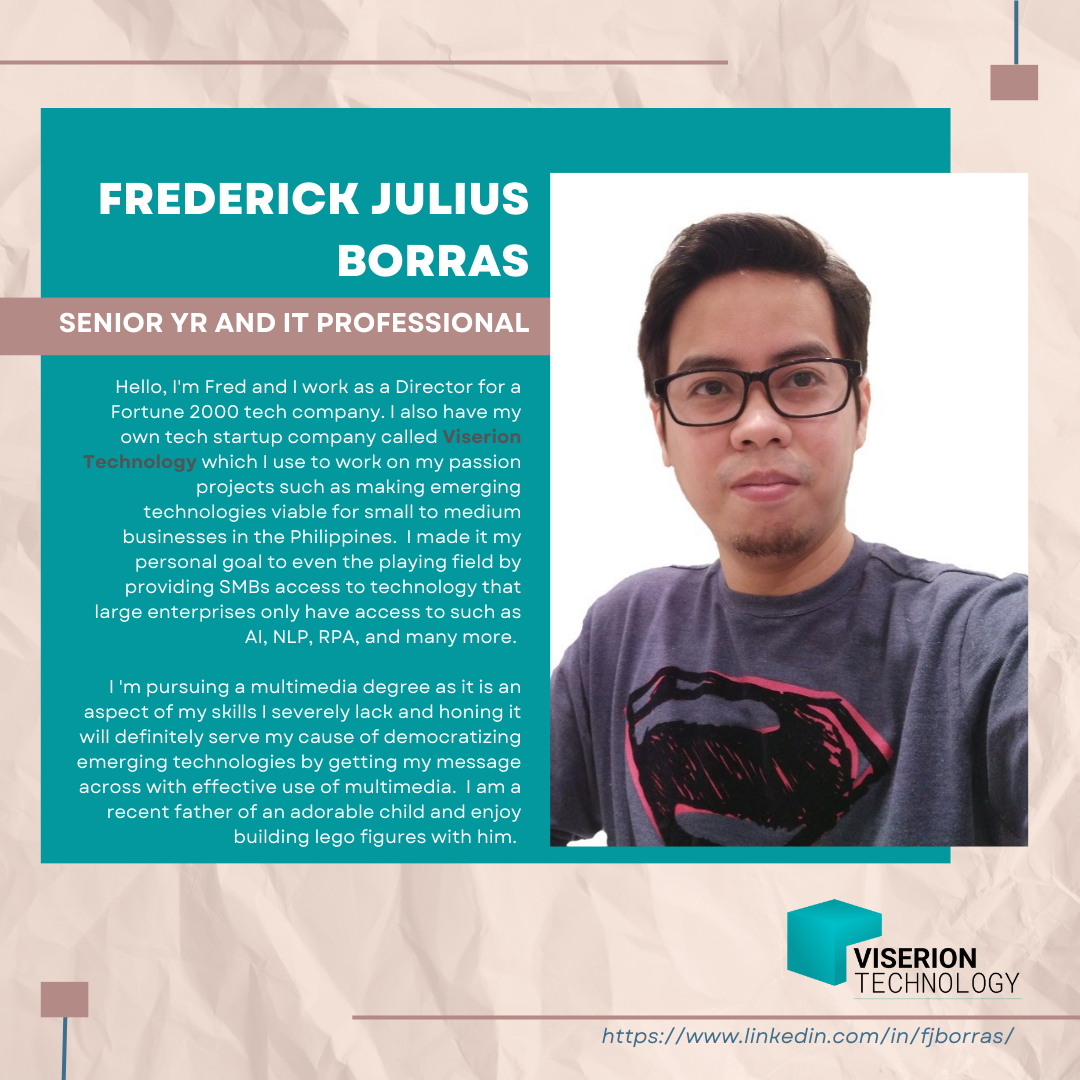 FREDERICK JULIUS
BORRAS
SENIOR YR AND IT PROFESSIONAL
Hello, I'm Fred and I work as a Director for a
Fortune 2000 tech company. I also have my
own tech startup company called Viserion
Technology which I use to work on my passion
projects such as making emerging
technologies viable for small to medium
businesses in the Philippines.  I made it my
personal goal to even the playing field by
providing SMBs access to technology that
large enterprises only have access to such as
AI, NLP, RPA, and many more.
I 'm pursuing a multimedia degree as it is an
aspect of my skills I severely lack and honing it
will definitely serve my cause of democratizing
emerging technologies by getting my message
across with effective use of multimedia.  I am a
recent father of an adorable child and enjoy
building lego figures with him.
VISERION
TECHNOLOGY
https://www.linkedin.com/in/fjborras/